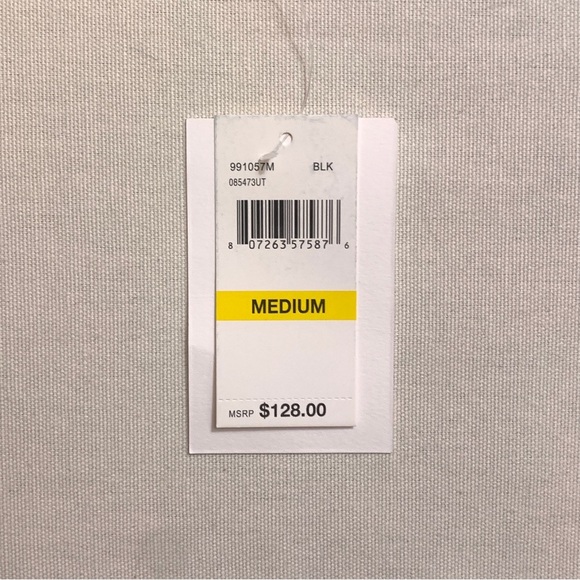 991057M BLK
085473UT
8 07263 57587 6
MEDIUM
MSRP $128.00